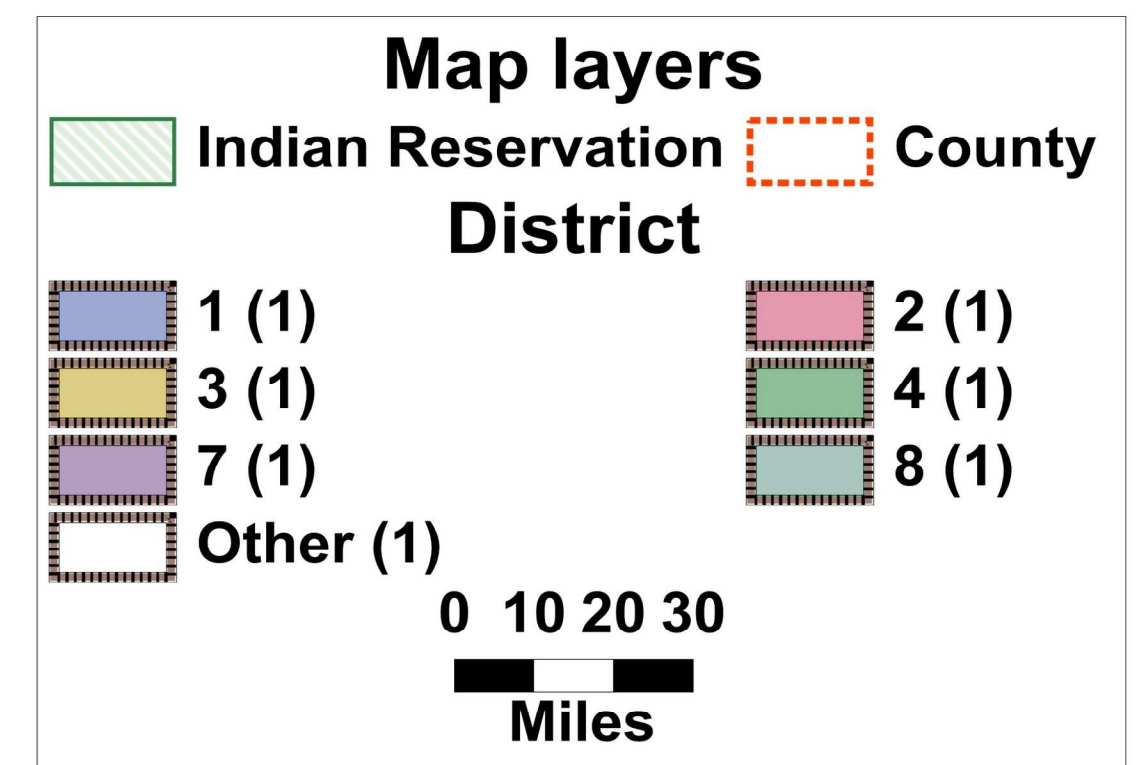 Map layers
Indian Reservation County
District
1 (1) 2 (1)
3 (1) 4 (1)
7 (1) 8 (1)
Other (1)
0 10 20 30
Miles